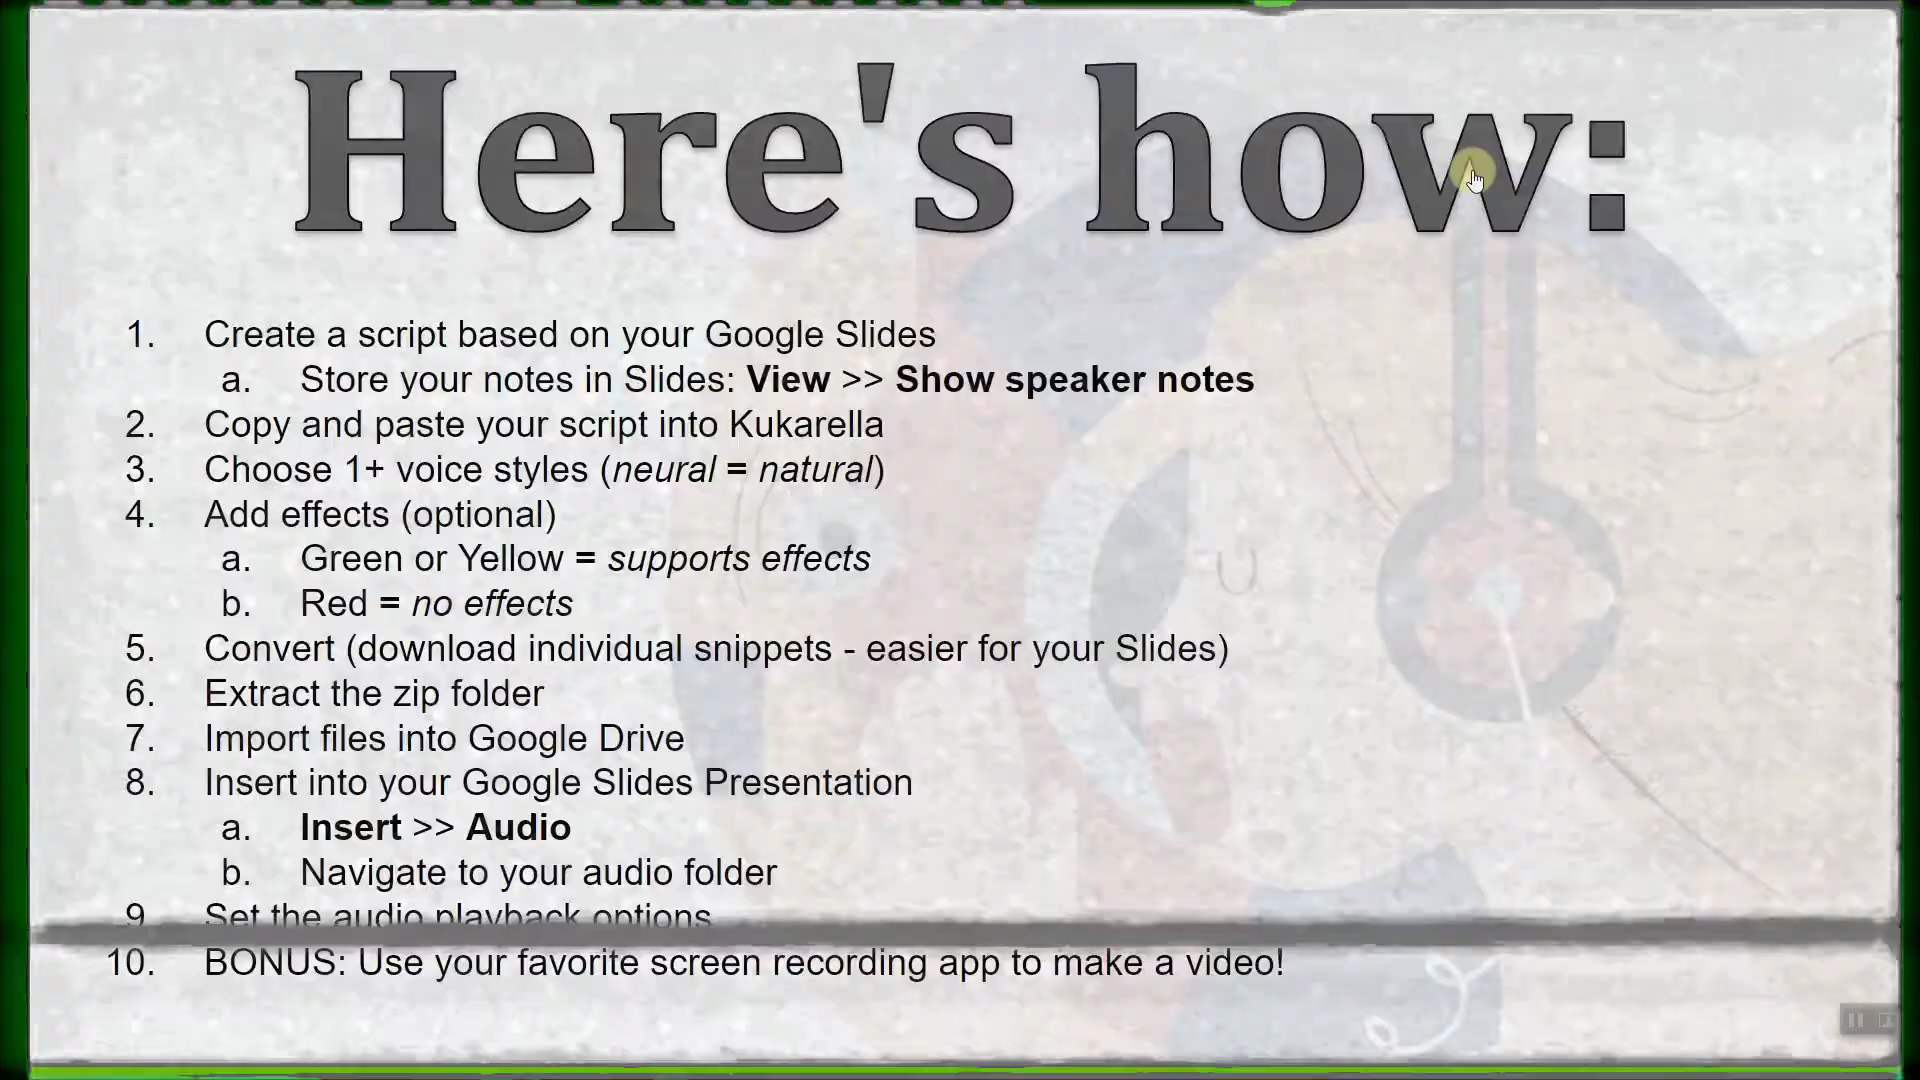 Here's how:
1. Create a script based on your Google Slides
a. Store your notes in Slides: View >> Show speaker notes
2. Copy and paste your script into Kukarella
3. Choose 1+ voice styles (neural = natural)
4. Add effects (optional)
a. Green or Yellow = supports effects
b. Red = no effects
5. Convert (download individual snippets - easier for your Slides)
6. Extract the zip folder
7. Import files into Google Drive
8. Insert into your Google Slides Presentation
a. Insert >> Audio
b. Navigate to your audio folder
9. Set the audio playback options
10. BONUS: Use your favorite screen recording app to make a video!